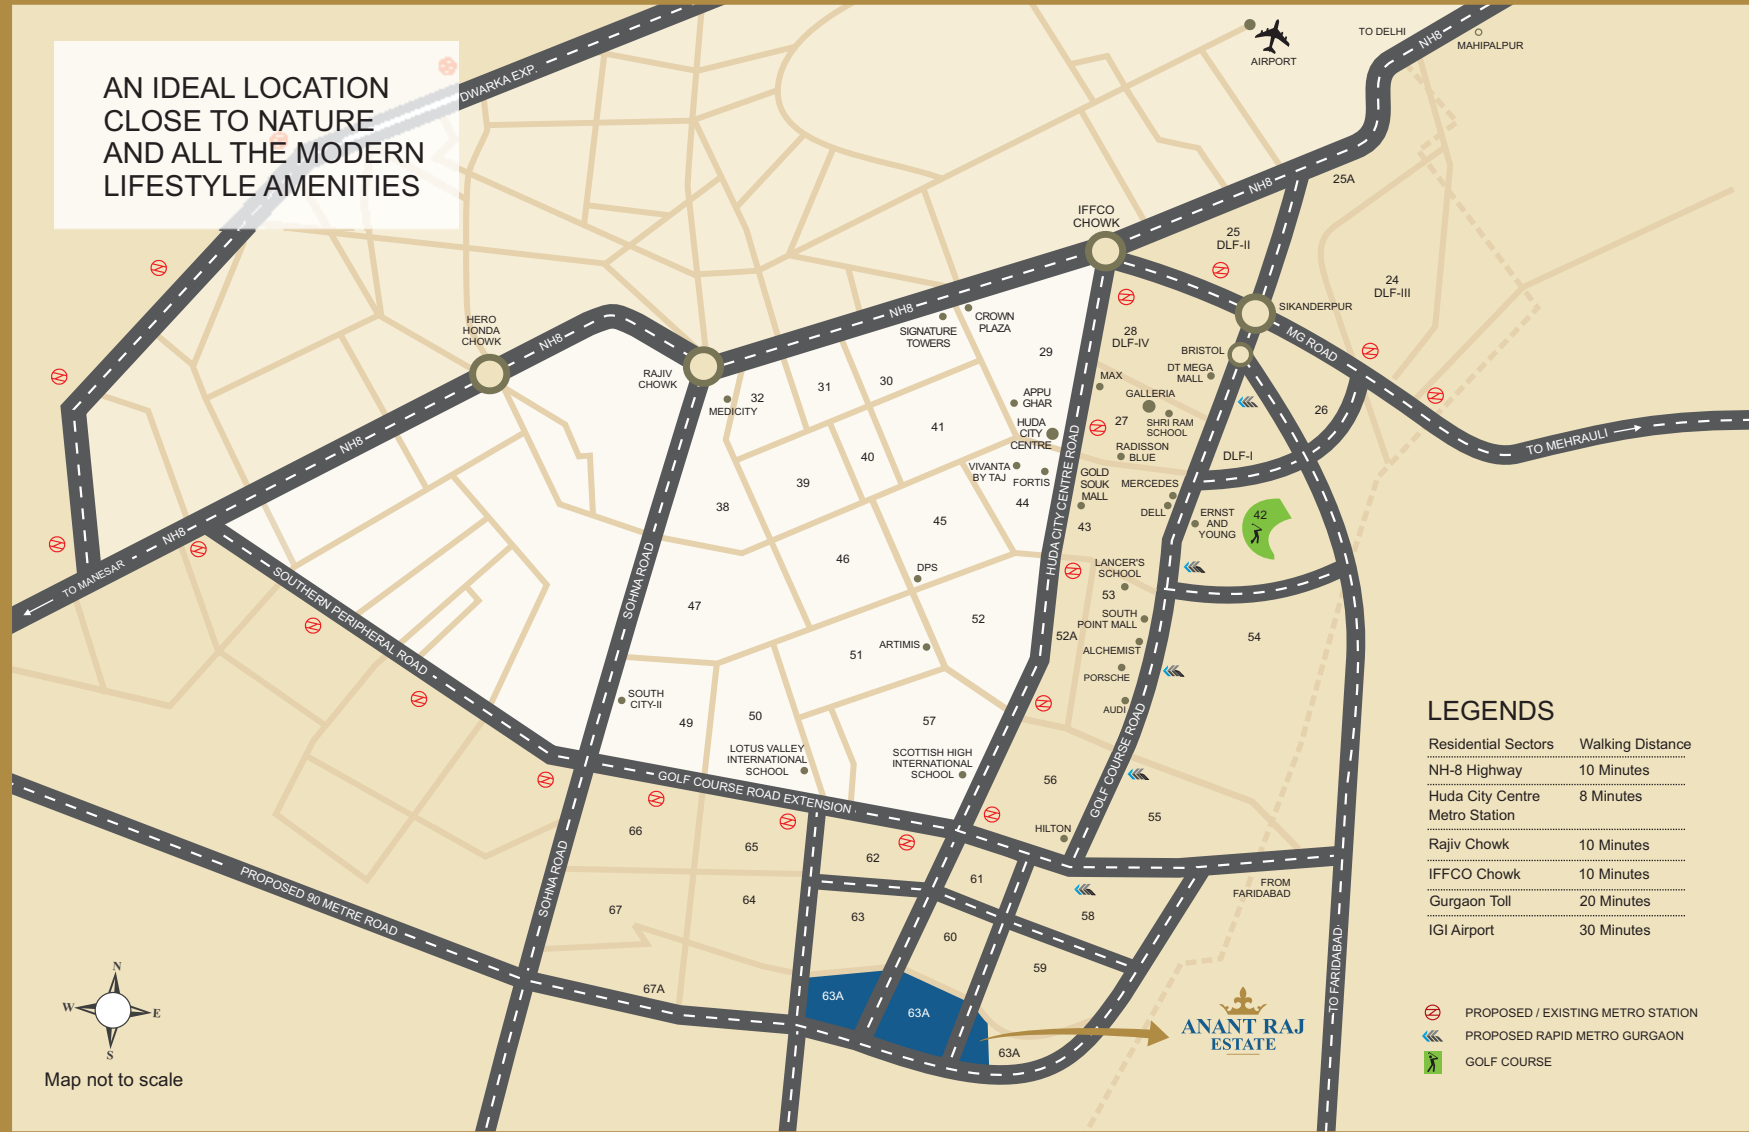 AN IDEAL LOCATION
CLOSE TO NATURE
AND ALL THE MODERN
LIFESTYLE AMENITIES
DWARKA EXP.
AIRPORT
TO DELHI
NH8
MAHIPALPUR
25A
NH8
IFFCO
CHOWK
25
DLF-II
24
DLF-III
SIKANDERPUR
MG ROAD
HERO
HONDA
CHOWK
NH8
RAJIV
CHOWK
NH8
SIGNATURE
TOWERS
CROWN
PLAZA
29
28
DLF-IV
BRISTOL
DT MEGA
MALL
MAX
GALLERIA
SHRI RAM
SCHOOL
27
26
32
MEDICITY
31
30
APPU
GHAR
HUDA
CITY
CENTRE
41
40
39
38
VIVANTA
BY TAJ
FORTIS
44
RADISSON
BLUE
GOLD
SOUK
MALL
MERCEDES
DELL
43
DLF-I
ERNST
AND
YOUNG
42
TO MEHRAULI
NH8
NH8
TO MANESAR
SOUTHERN PERIPHERAL ROAD
SOHNA ROAD
HUDA CITY CENTRE ROAD
45
46
DPS
47
52
51
ARTIMIS
LANCER'S
SCHOOL
53
SOUTH
POINT MALL
52A
ALCHEMIST
PORSCHE
AUDI
54
SOUTH
CITY-II
49
50
57
LOTUS VALLEY
INTERNATIONAL
SCHOOL
SCOTTISH HIGH
INTERNATIONAL
SCHOOL
GOLF COURSE ROAD EXTENSION
GOLF COURSE ROAD
56
55
HILTON
66
65
62
61
64
67
63
60
58
59
FROM
FARIDABAD
TO FARIDABAD
SOHNA ROAD
PROPOSED 90 METRE ROAD
67A
63A
63A
63A
ANANT RAJ
ESTATE
N
W
E
S
Map not to scale
LEGENDS
Residential Sectors Walking Distance
NH-8 Highway 10 Minutes
Huda City Centre 8 Minutes
Metro Station
Rajiv Chowk 10 Minutes
IFFCO Chowk 10 Minutes
Gurgaon Toll 20 Minutes
IGI Airport 30 Minutes
PROPOSED / EXISTING METRO STATION
PROPOSED RAPID METRO GURGAON
GOLF COURSE